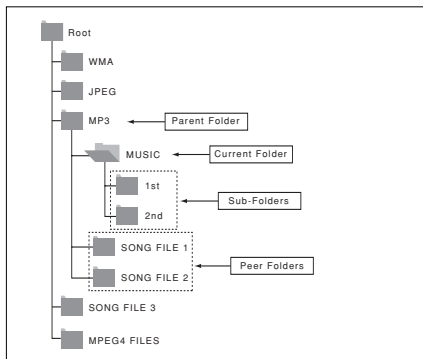 Root
WMA
JPEG
MP3
Parent Folder
MUSIC
Current Folder
1st
Sub-Folders
2nd
SONG FILE 1
Peer Folders
SONG FILE 2
SONG FILE 3
MPEG4 FILES